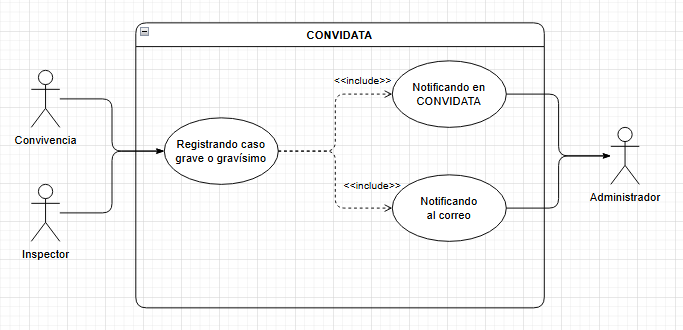 CONVIDATA
<<include>>
Notificando en
CONVIDATA
Convivencia
Registrando caso
grave o gravísimo
<<include>>
Notificando
al correo
Administrador
Inspector